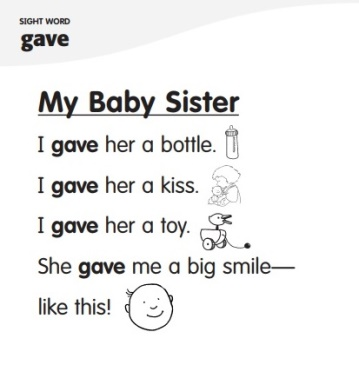 SIGHT WORD
gave
My Baby Sister
I gave her a bottle.
I gave her a kiss.
I gave her a toy.
She gave me a big smile—
like this!